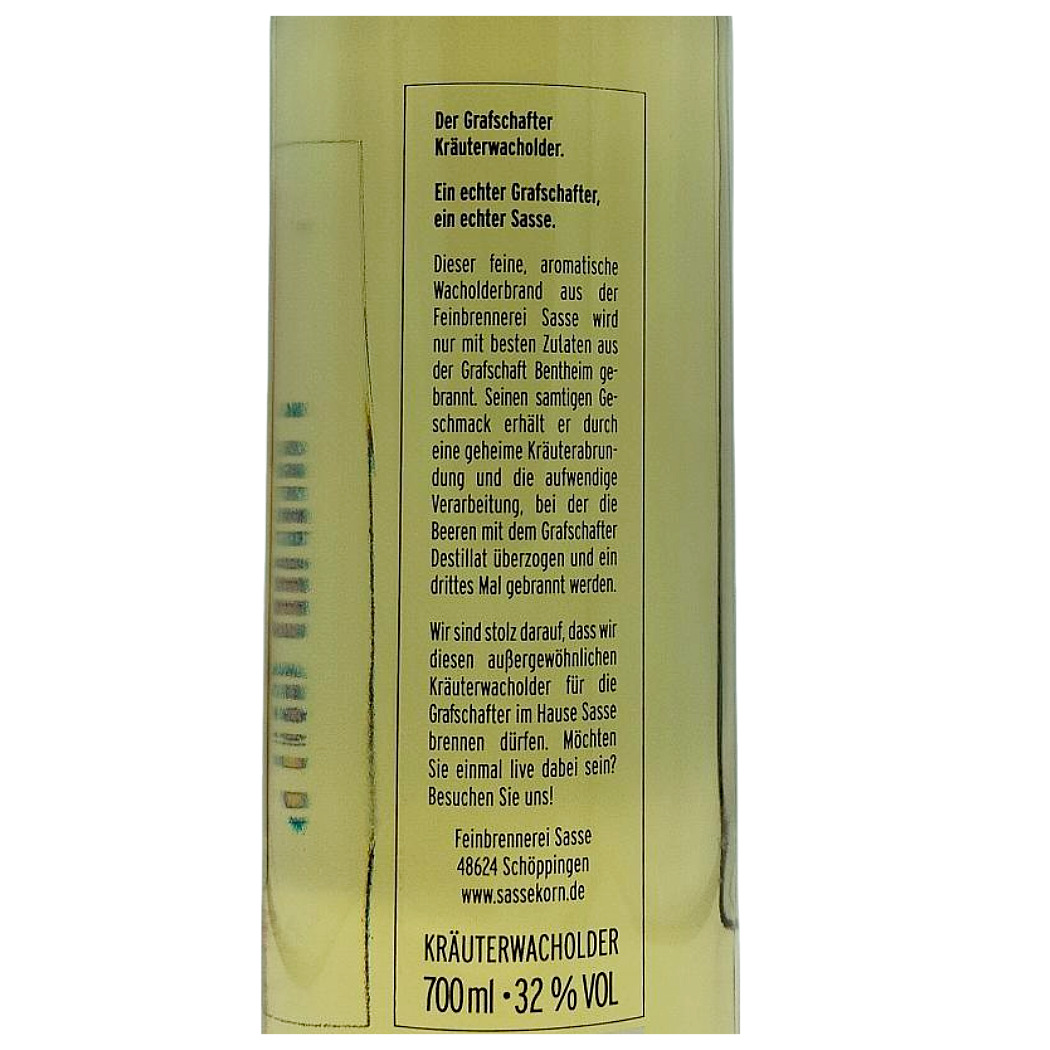 Der Grafschafter
Kräuterwacholder.
Ein echter Grafschafter,
ein echter Sasse.
Dieser feine, aromatische
Wacholderbrand aus der
Feinbrennerei Sasse wird
nur mit besten Zutaten aus
der Grafschaft Bentheim ge-
brannt. Seinen samtigen Ge-
schmack erhält er durch
eine geheime Kräuterabrun-
dung und die aufwendige
Verarbeitung, bei der die
Beeren mit dem Grafschafter
Destillat überzogen und ein
drittes Mal gebrannt werden.
Wir sind stolz darauf, dass wir
diesen außergewöhnlichen
Kräuterwacholder für die
Grafschafter im Hause Sasse
brennen dürfen. Möchten
Sie einmal live dabei sein?
Besuchen Sie uns!
Feinbrennerei Sasse
48624 Schöppingen
www.sassekorn.de
KRÄUTERWACHOLDER
700 ml · 32 % VOL